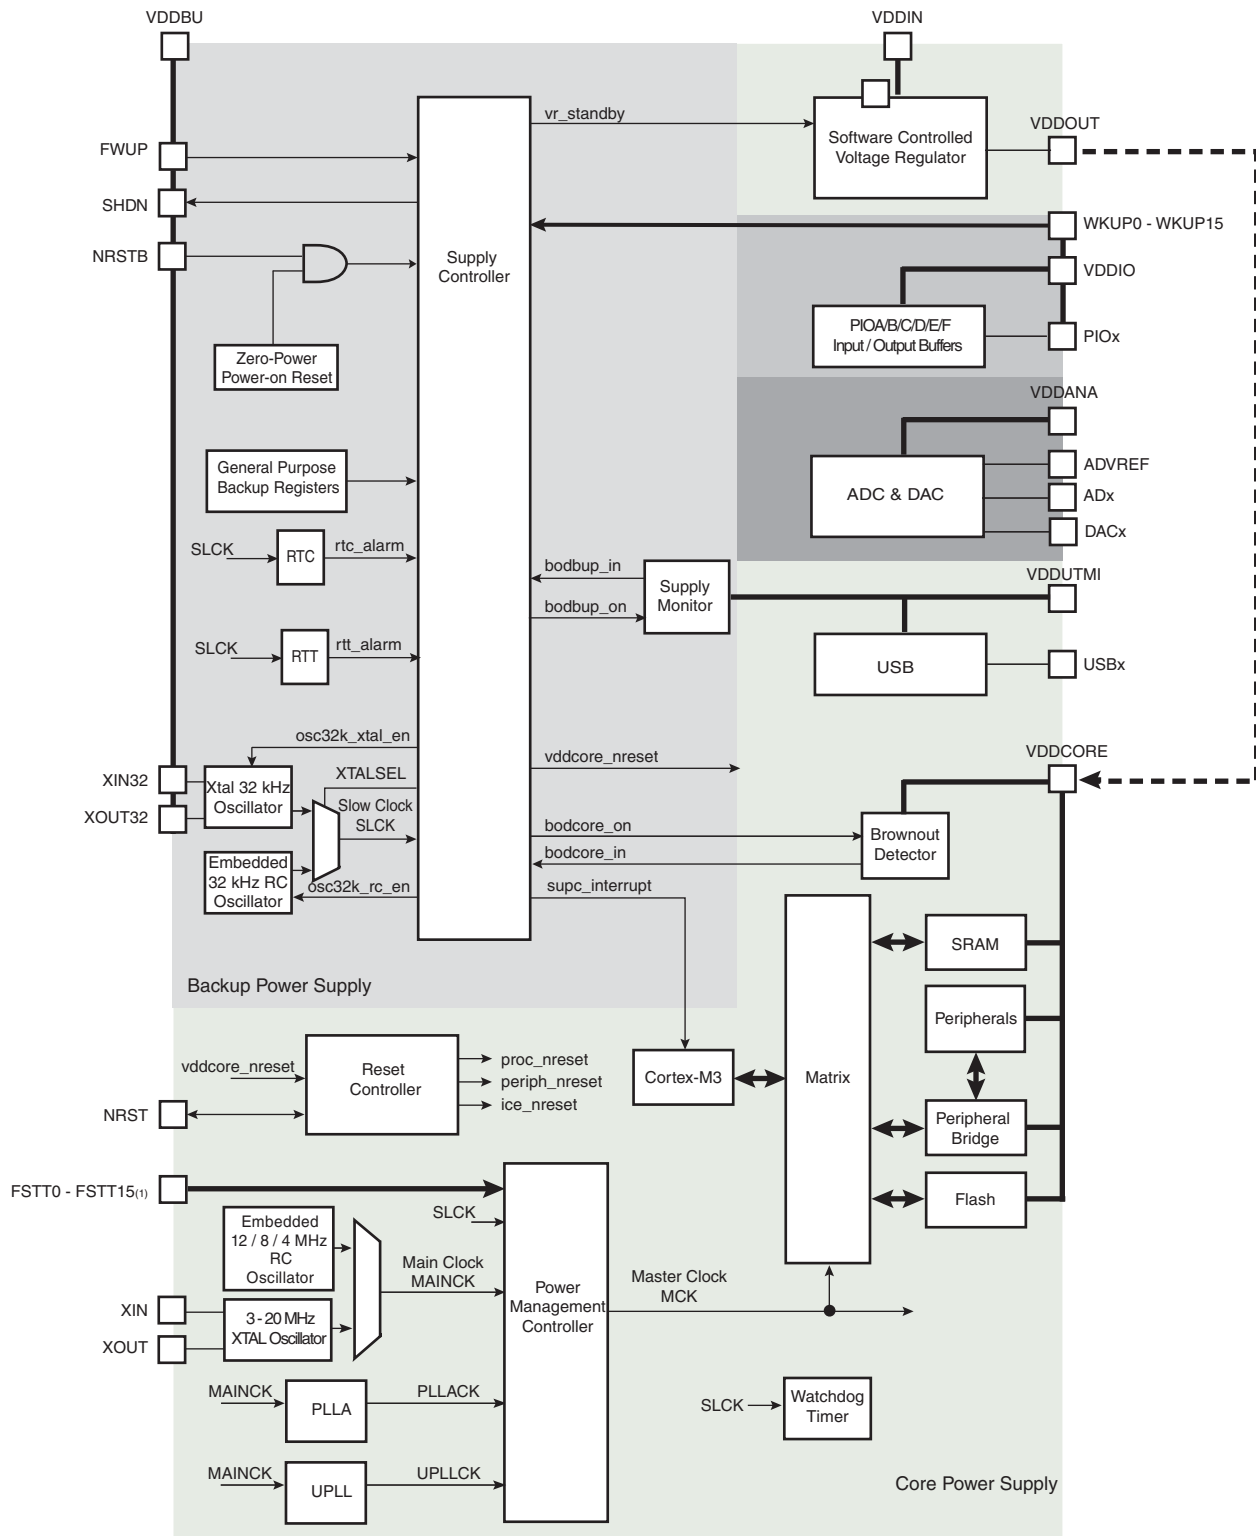 VDDBU
VDDIN
vr_standby
Software Controlled
Voltage Regulator
VDDOUT
FWUP
SHDN
NRSTB
Supply
Controller
WKUP0 - WKUP15
VDDIO
PIOA/B/C/D/E/F
Input / Output Buffers
PIOx
Zero-Power
Power-on Reset
VDDANA
General Purpose
Backup Registers
ADC & DAC
ADVREF
ADx
DACx
SLCK
RTC
rtc_alarm
bodbup_in
bodbup_on
Supply
Monitor
VDDUTMI
SLCK
RTT
rtt_alarm
USB
USBx
osc32k_xtal_en
vddcore_nreset
VDDCORE
XIN32
XOUT32
Xtal 32 kHz
Oscillator
XTALSEL
Slow Clock
SLCK
Embedded
32 kHz RC
Oscillator
osc32k_rc_en
bodcore_on
bodcore_in
supc_interrupt
Brownout
Detector
SRAM
Backup Power Supply
Peripherals
vddcore_nreset
NRST
Reset
Controller
proc_nreset
periph_nreset
ice_nreset
Cortex-M3
Matrix
Peripheral
Bridge
Flash
FSTT0 - FSTT15(1)
SLCK
Embedded
12 / 8 / 4 MHz
RC
Oscillator
Main Clock
MAINCK
Power
Management
Controller
Master Clock
MCK
XIN
XOUT
3 - 20 MHz
XTAL Oscillator
MAINCK
PLLA
PLLACK
SLCK
Watchdog
Timer
MAINCK
UPLL
UPLLCK
Core Power Supply